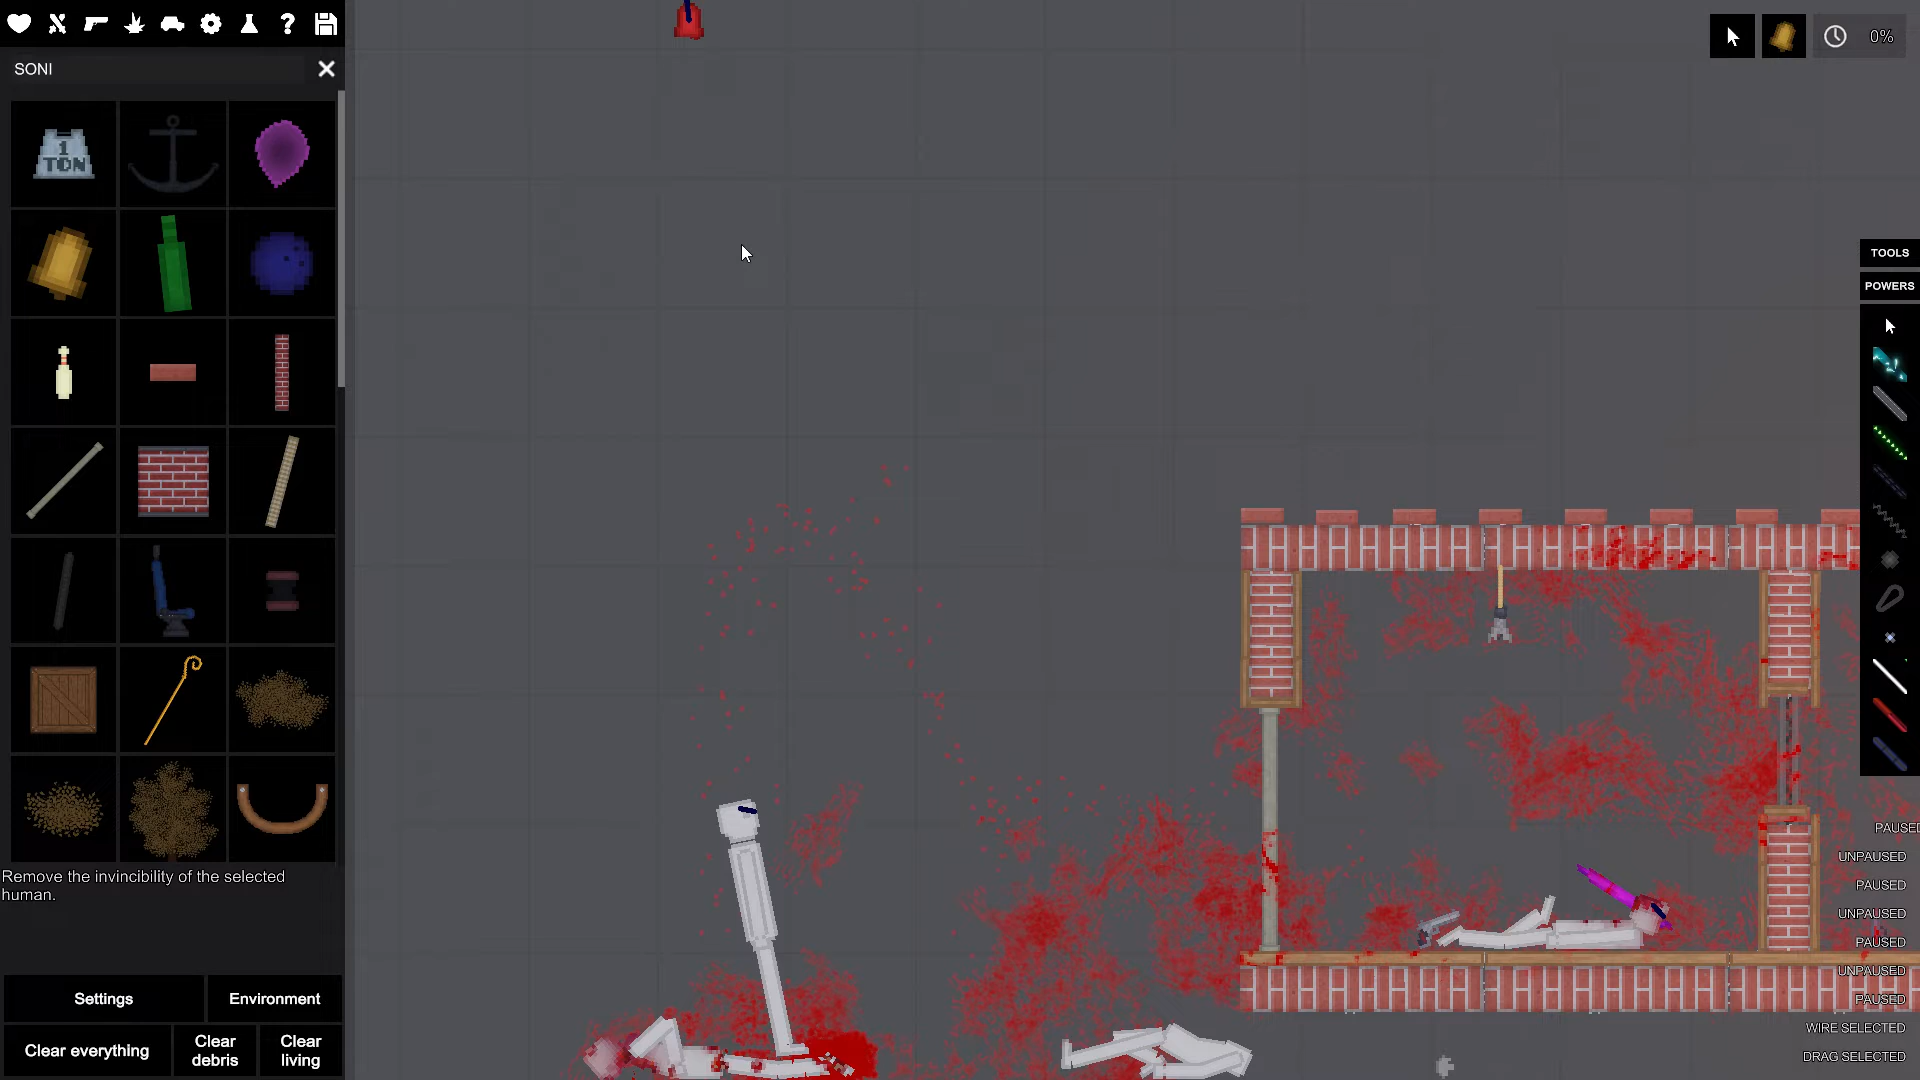 0%
SONI
1
TON
TOOLS
POWERS
PAUSED
UNPAUSED
PAUSED
UNPAUSED
PAUSED
UNPAUSED
PAUSED
WIRE SELECTED
DRAG SELECTED
Remove the invincibility of the selected
human.
Settings
Environment
Clear everything
Clear
debris
Clear
living